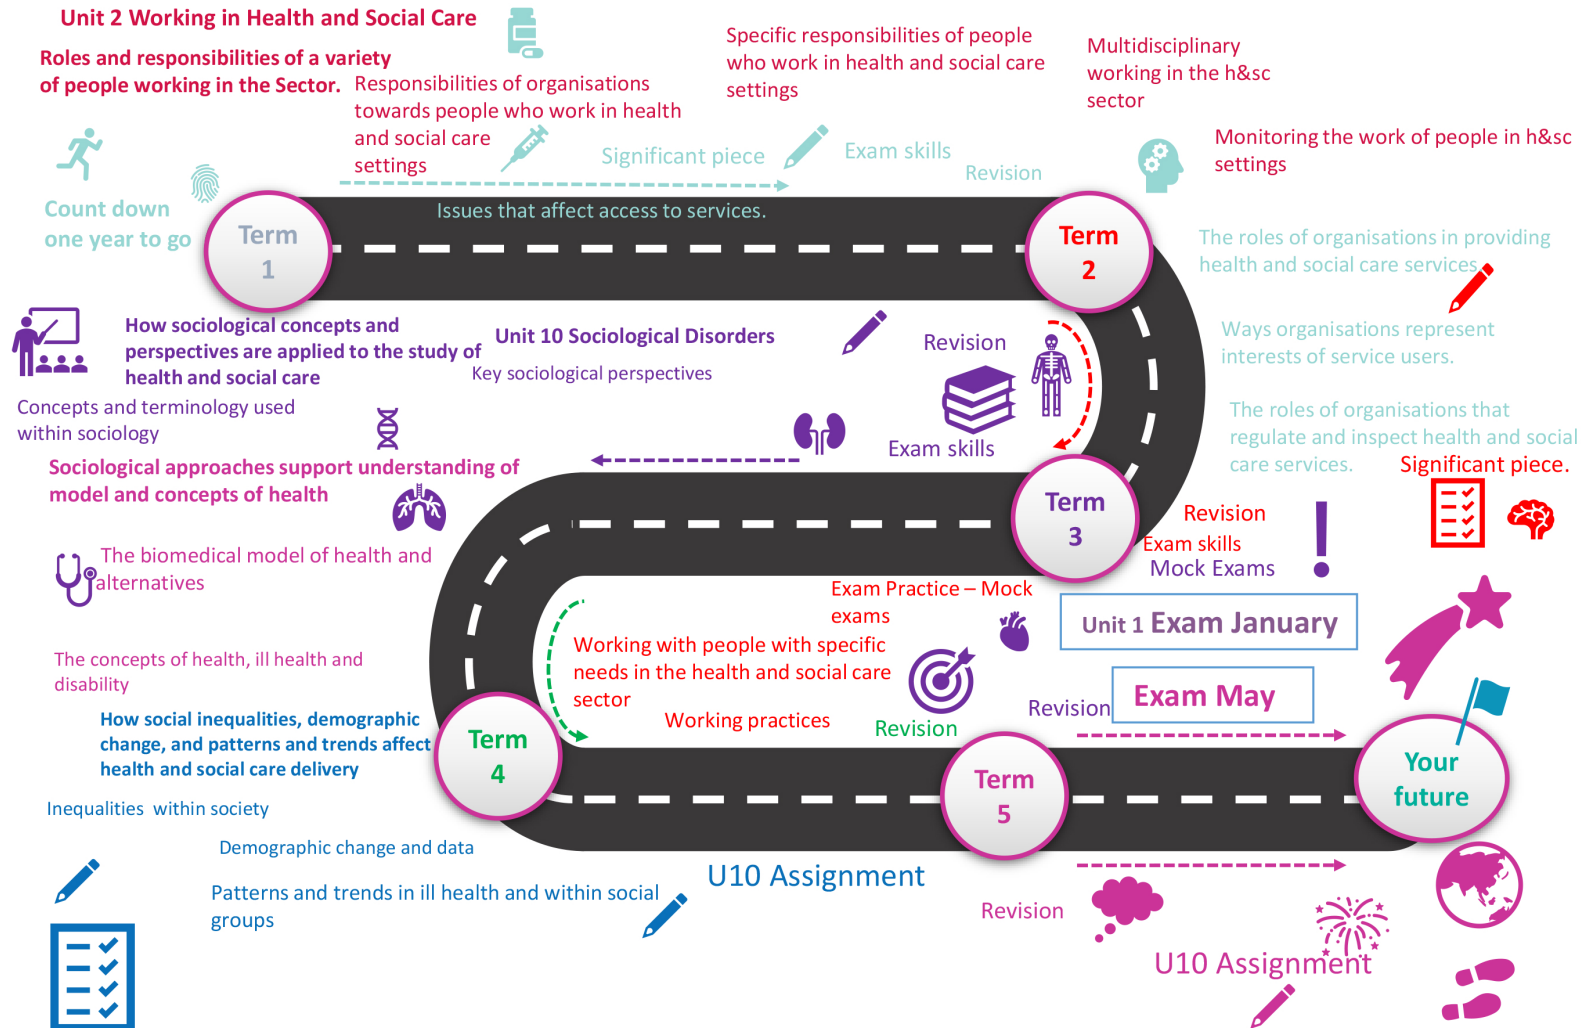 Unit 2 Working in Health and Social Care
Roles and responsibilities of a variety
of people working in the Sector.
Responsibilities of organisations
towards people who work in health
and social care
settings
Specific responsibilities of people
who work in health and social care
settings
Multidisciplinary
working in the h&sc
sector
Monitoring the work of people in h&sc
settings
Significant piece
Exam skills
Revision
Count down
one year to go
Issues that affect access to services.
Term
1
Term
2
The roles of organisations in providing
health and social care services
Ways organisations represent
interests of service users.
The roles of organisations that
regulate and inspect health and social
care services.
Significant piece.
How sociological concepts and
perspectives are applied to the study of
health and social care
Unit 10 Sociological Disorders
Key sociological perspectives
Revision
Exam skills
Concepts and terminology used
within sociology
Sociological approaches support understanding of
model and concepts of health
Term
3
Revision
Exam skills
Mock Exams
The biomedical model of health and
alternatives
Exam Practice – Mock
exams
Unit 1 Exam January
Working with people with specific
needs in the health and social care
sector
Working practices
Revision
Revision
Exam May
The concepts of health, ill health and
disability
How social inequalities, demographic
change, and patterns and trends affect
health and social care delivery
Term
4
Term
5
Your
future
Inequalities within society
Demographic change and data
Patterns and trends in ill health and within social
groups
U10 Assignment
Revision
U10 Assignment